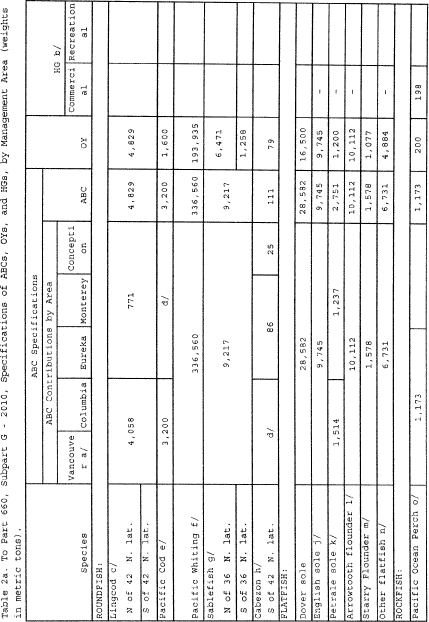 Table 2a. To Part 660, Subpart G - 2010, Specifications of ABCs, OYs, and HGs, by Management Area (weights
in metric tons).
ABC Specifications
HG b/
ABC Contributions by Area
Species
Vancouve
r a/
Columbia
Eureka
Monterey
Concepti
on
ABC
OY
Commerci
al
Recreation
al
ROUNDFISH:
Lingcod c/
N of 42 N. lat. 4,058 771 4,829 4,829
S of 42 N. lat.
Pacific Cod e/ 3,200 d/ 3,200 1,600
Pacific Whiting f/ 336,560 336,560 193,935
Sablefish g/
N of 36 N. lat. 9,217 9,217 6,471
S of 36 N. lat. 1,258
Cabezon h/
S of 42 N. lat. d/ 86 25 111 79
FLATFISH:
Dover sole 28,582 28,582 16,500
English sole j/ 9,745 9,745 9,745 -
Petrale sole k/ 1,514 1,237 2,751 1,200 -
Arrowtooth flounder l/ 10,112 10,112 10,112 -
Starry Flounder m/ 1,578 1,578 1,077 -
Other flatfish n/ 6,731 6,731 4,884 -
ROCKFISH:
Pacific Ocean Perch o/ 1,173 1,173 200 198